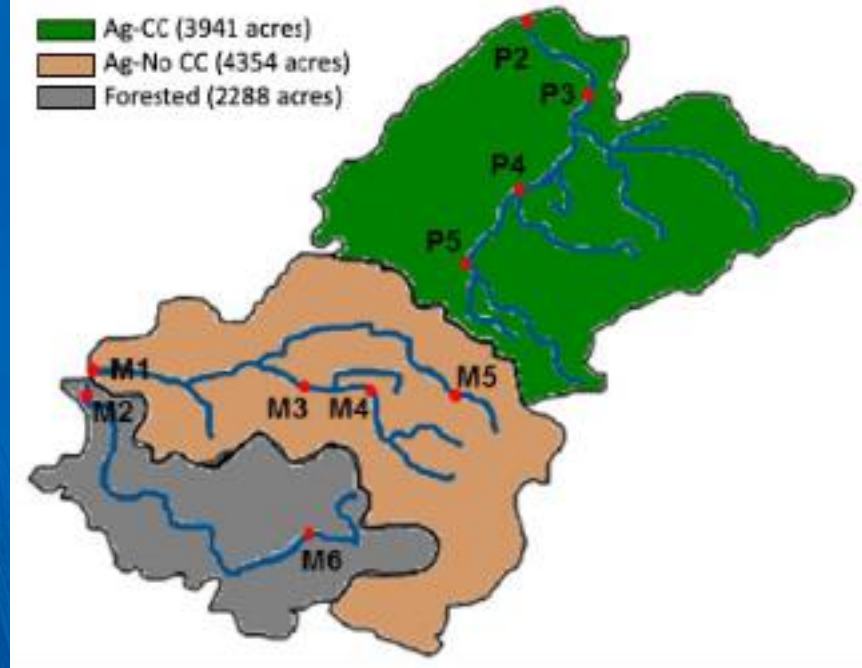 Ag-CC (3941 acres)
Ag-No CC (4354 acres)
Forested (2288 acres)
P2
P3
P4
P5
M1
M2
M3
M4
M5
M6